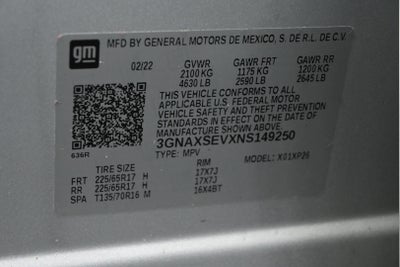 gm MFD BY GENERAL MOTORS DE MEXICO, S. DE R.L. DE C.V.
02/22 GVWR GAWR FRT GAWR RR
2100 KG 1175 KG 1200 KG
4630 LB 2590 LB 2645 LB
THIS VEHICLE CONFORMS TO ALL
APPLICABLE U.S. FEDERAL MOTOR
VEHICLE SAFETY AND THEFT PREVENTION
STANDARDS IN EFFECT ON THE DATE OF
MANUFACTURE SHOWN ABOVE.
3GNAXSEVXNS149250
636R TYPE: MPV MODEL: X01XP26
TIRE SIZE RIM
FRT 225/65R17 H 17X7J
RR 225/65R17 H 17X7J
SPA T135/70R16 M 16X4BT